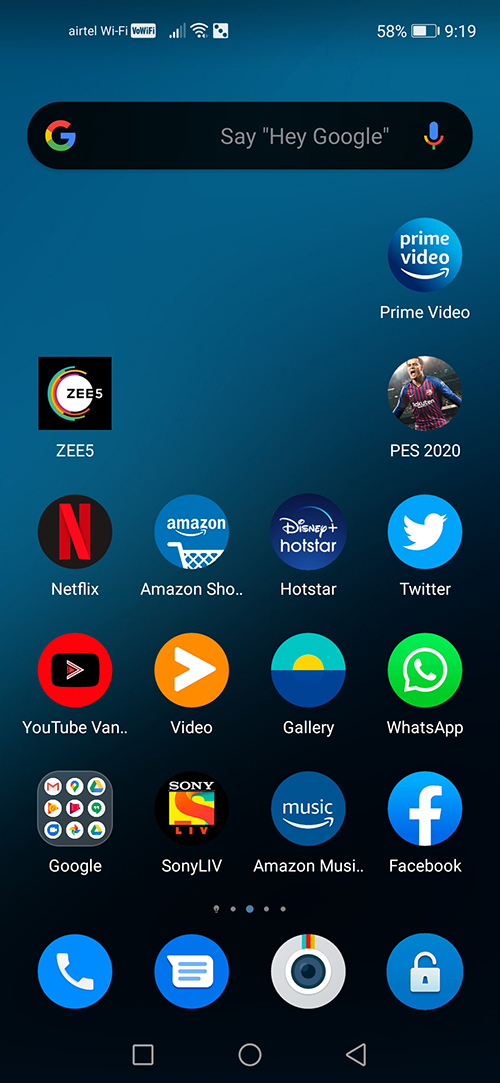 airtel Wi-Fi VoWiFi 58% 9:19
Say "Hey Google"
prime
video
Prime Video
ZEE5
rakuten
ZEE5
PES 2020
amazon
Disney+
hotstar
Netflix
Amazon Sho..
Hotstar
Twitter
YouTube Van..
Video
Gallery
WhatsApp
SONY
LIV
music
Google
SonyLIV
Amazon Musi..
Facebook